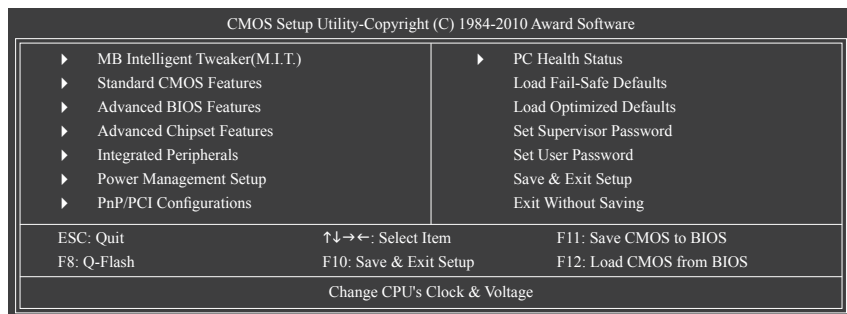 CMOS Setup Utility-Copyright (C) 1984-2010 Award Software
MB Intelligent Tweaker(M.I.T.)
Standard CMOS Features
Advanced BIOS Features
Advanced Chipset Features
Integrated Peripherals
Power Management Setup
PnP/PCI Configurations
PC Health Status
Load Fail-Safe Defaults
Load Optimized Defaults
Set Supervisor Password
Set User Password
Save & Exit Setup
Exit Without Saving
ESC: Quit ↑↓→←: Select Item F11: Save CMOS to BIOS
F8: Q-Flash F10: Save & Exit Setup F12: Load CMOS from BIOS
Change CPU's Clock & Voltage